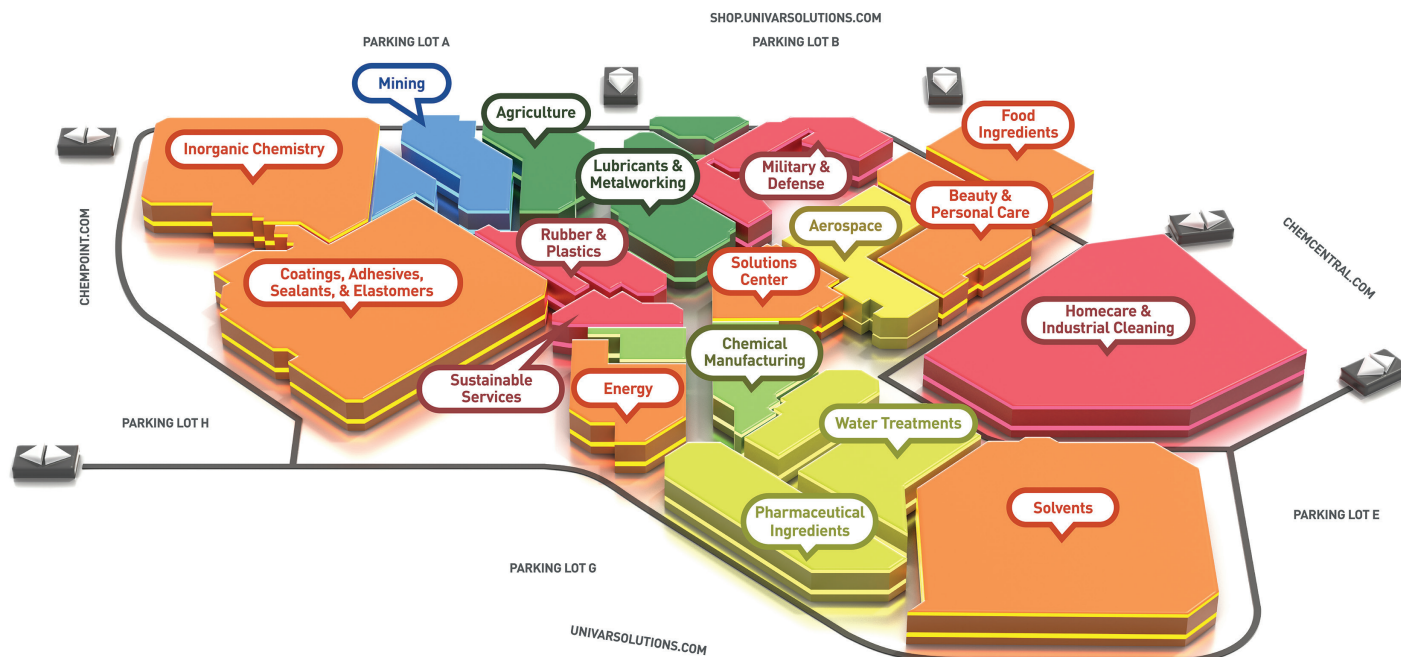 SHOP.UNIVARSOLUTIONS.COM
PARKING LOT A
PARKING LOT B
Mining
Agriculture
Food
Ingredients
Inorganic Chemistry
Lubricants &
Metalworking
Military &
Defense
Beauty &
Personal Care
Aerospace
Rubber &
Plastics
CHEMPOINT.COM
CHEMCENTRAL.COM
Coatings, Adhesives,
Sealants, & Elastomers
Solutions
Center
Homecare &
Industrial Cleaning
Chemical
Manufacturing
Sustainable
Services
Energy
PARKING LOT H
Water Treatments
Pharmaceutical
Ingredients
Solvents
PARKING LOT E
PARKING LOT G
UNIVARSOLUTIONS.COM